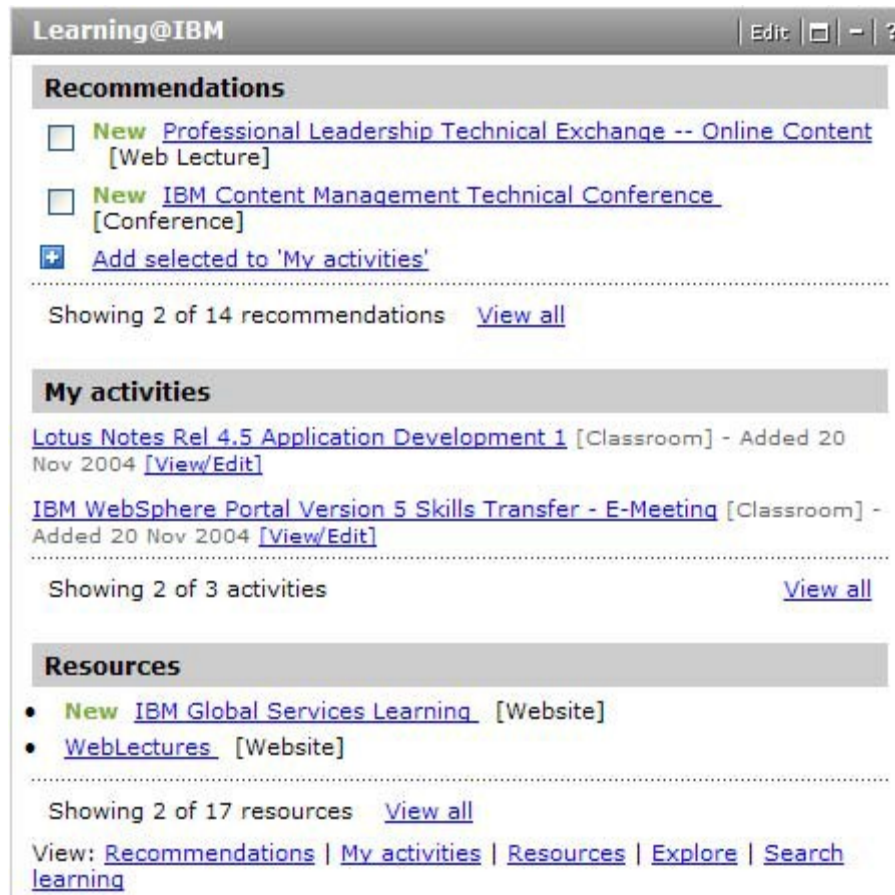 Learning@IBM | Edit | | - | ?
Recommendations
New Professional Leadership Technical Exchange -- Online Content
[Web Lecture]
New IBM Content Management Technical Conference
[Conference]
Add selected to 'My activities'
Showing 2 of 14 recommendations View all
My activities
Lotus Notes Rel 4.5 Application Development 1 [Classroom] - Added 20
Nov 2004 [View/Edit]
IBM WebSphere Portal Version 5 Skills Transfer - E-Meeting [Classroom] -
Added 20 Nov 2004 [View/Edit]
Showing 2 of 3 activities View all
Resources
• New IBM Global Services Learning [Website]
• WebLectures [Website]
Showing 2 of 17 resources View all
View: Recommendations | My activities | Resources | Explore | Search
learning